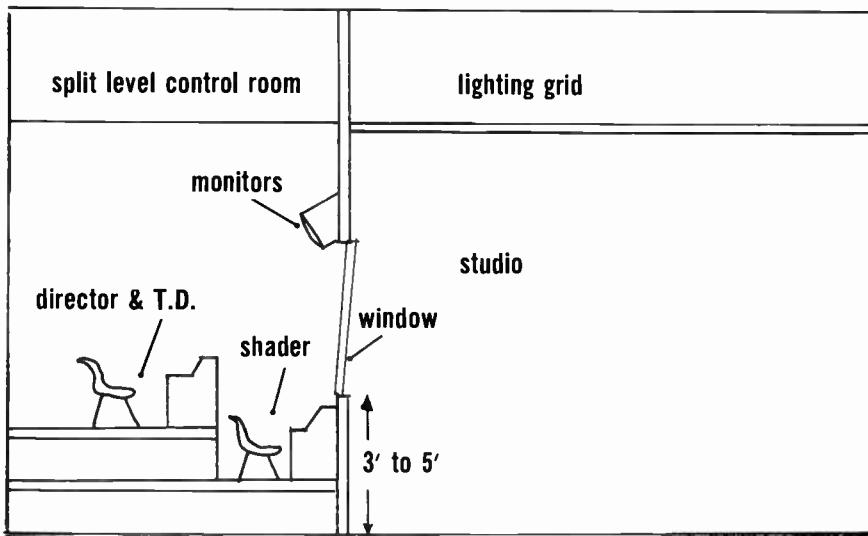 split level control room
lighting grid
monitors
studio
director & T.D.
window
shader
3' to 5'